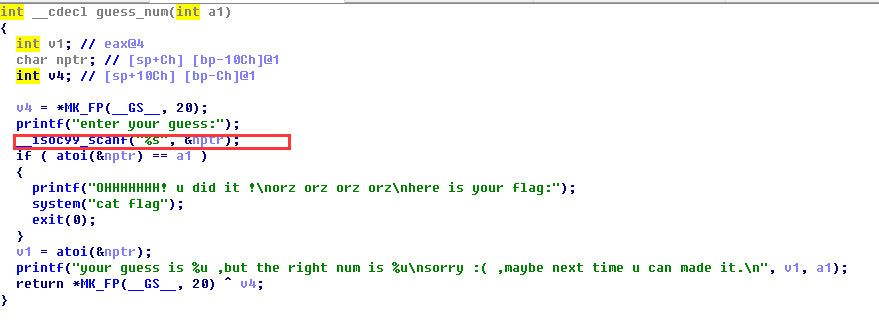 int __cdecl guess_num(int a1)
{
int v1; // eax@4
char nptr; // [sp+Ch] [bp-10Ch]@1
int v4; // [sp+10Ch] [bp-Ch]@1
v4 = *MK_FP(__GS__, 20);
printf("enter your guess:");
__isoc99_scanf("%s", &nptr);
if ( atoi(&nptr) == a1 )
{
printf("OHHHHHHH! u did it !\norz orz orz orz\nhere is your flag:");
system("cat flag");
exit(0);
}
v1 = atoi(&nptr);
printf("your guess is %u ,but the right num is %u\nsorry :( ,maybe next time u can made it.\n", v1, a1);
return *MK_FP(__GS__, 20) ^ v4;
}